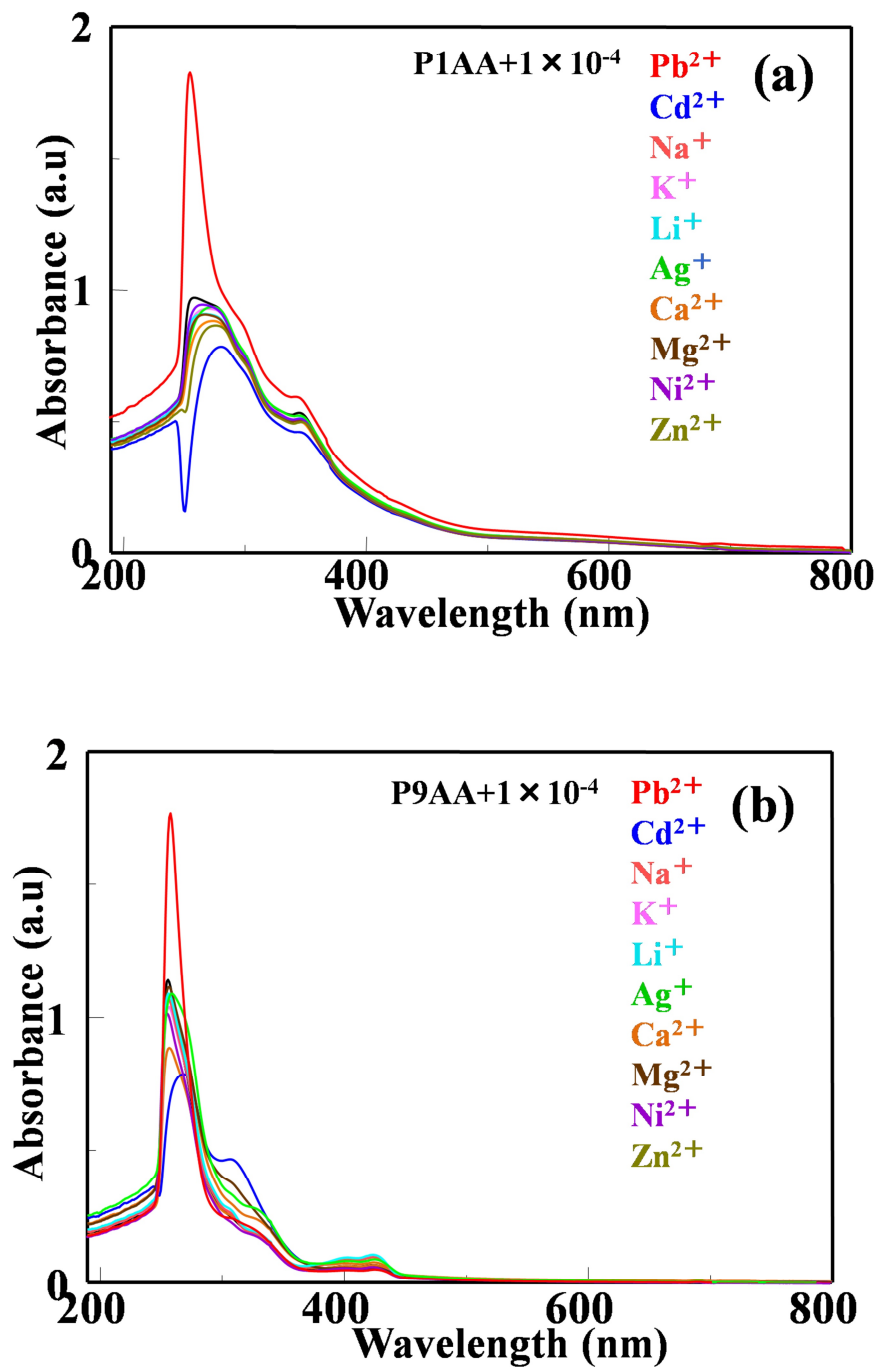 2
P1AA+1 × 10⁻⁴
Pb²⁺
(a)
Cd²⁺
Na⁺
K⁺
Li⁺
Ag⁺
Ca²⁺
Mg²⁺
Ni²⁺
Zn²⁺
Absorbance (a.u)
1
0
200 400 600 800
Wavelength (nm)
2
P9AA+1 × 10⁻⁴
Pb²⁺
(b)
Cd²⁺
Na⁺
K⁺
Li⁺
Ag⁺
Ca²⁺
Mg²⁺
Ni²⁺
Zn²⁺
Absorbance (a.u)
1
0
200 400 600 800
Wavelength (nm)